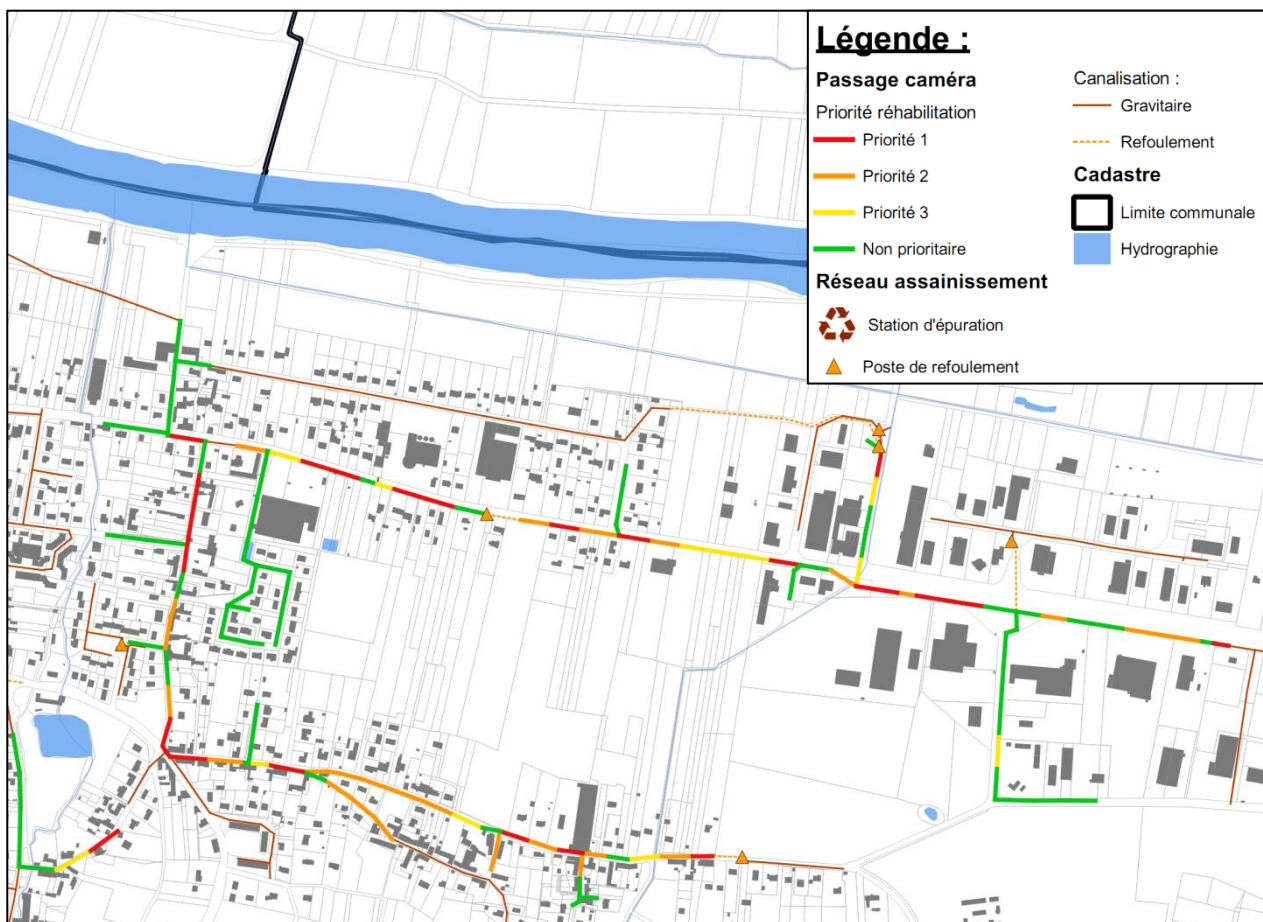 Légende :
Passage caméra
Priorité réhabilitation
Priorité 1
Priorité 2
Priorité 3
Non prioritaire
Réseau assainissement
Station d'épuration
Poste de refoulement
Canalisation :
Gravitaire
Refoulement
Cadastre
Limite communale
Hydrographie